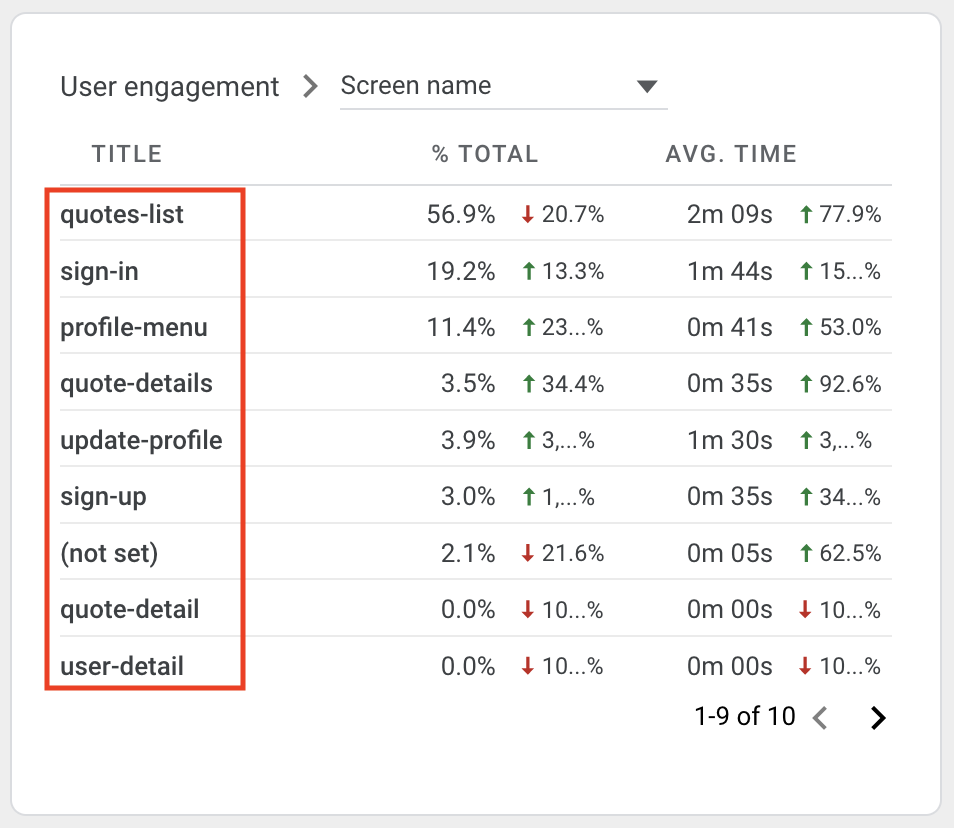 User engagement > Screen name
TITLE % TOTAL AVG. TIME
quotes-list 56.9% ↓ 20.7% 2m 09s ↑ 77.9%
sign-in 19.2% ↑ 13.3% 1m 44s ↑ 15...%
profile-menu 11.4% ↑ 23...% 0m 41s ↑ 53.0%
quote-details 3.5% ↑ 34.4% 0m 35s ↑ 92.6%
update-profile 3.9% ↑ 3,...% 1m 30s ↑ 3,...%
sign-up 3.0% ↑ 1,...% 0m 35s ↑ 34...%
(not set) 2.1% ↓ 21.6% 0m 05s ↑ 62.5%
quote-detail 0.0% ↓ 10...% 0m 00s ↓ 10...%
user-detail 0.0% ↓ 10...% 0m 00s ↓ 10...%
1-9 of 10